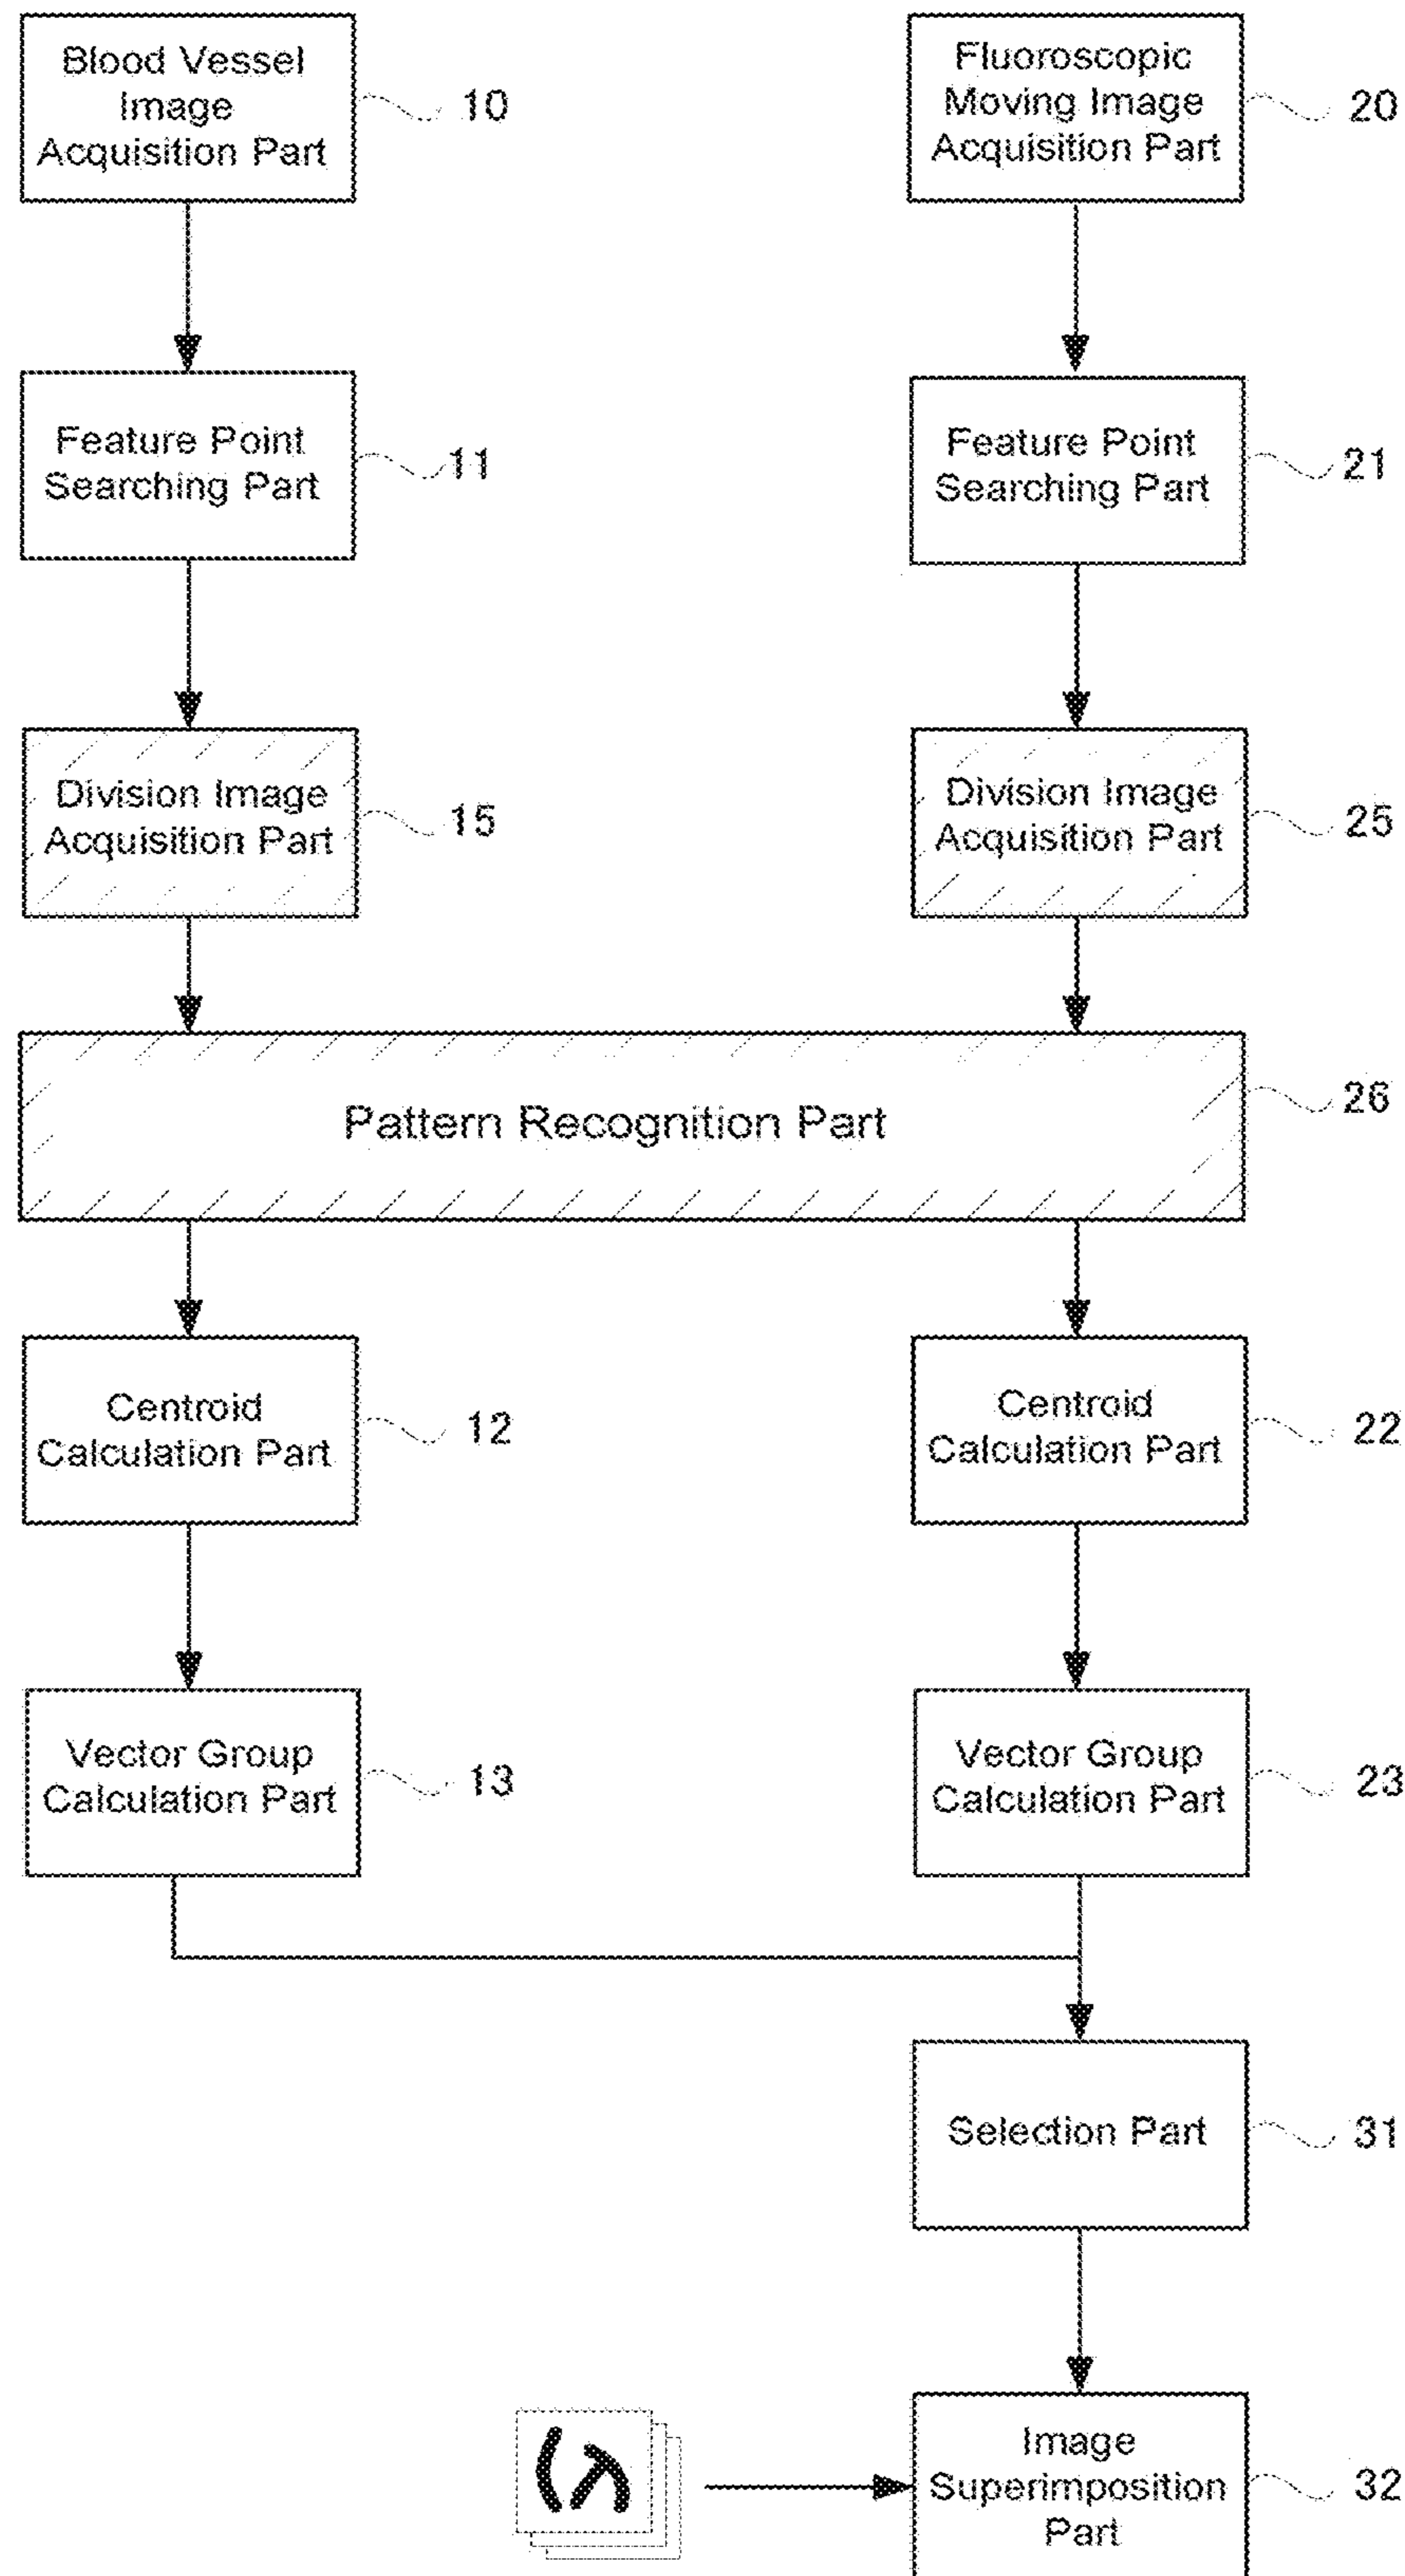 Blood Vessel
Image
Acquisition Part
10
Fluoroscopic
Moving Image
Acquisition Part
20
Feature Point
Searching Part
11
Feature Point
Searching Part
21
Division Image
Acquisition Part
15
Division Image
Acquisition Part
25
Pattern Recognition Part
26
Centroid
Calculation Part
12
Centroid
Calculation Part
22
Vector Group
Calculation Part
13
Vector Group
Calculation Part
23
Selection Part
31
Image
Superimposition
Part
32